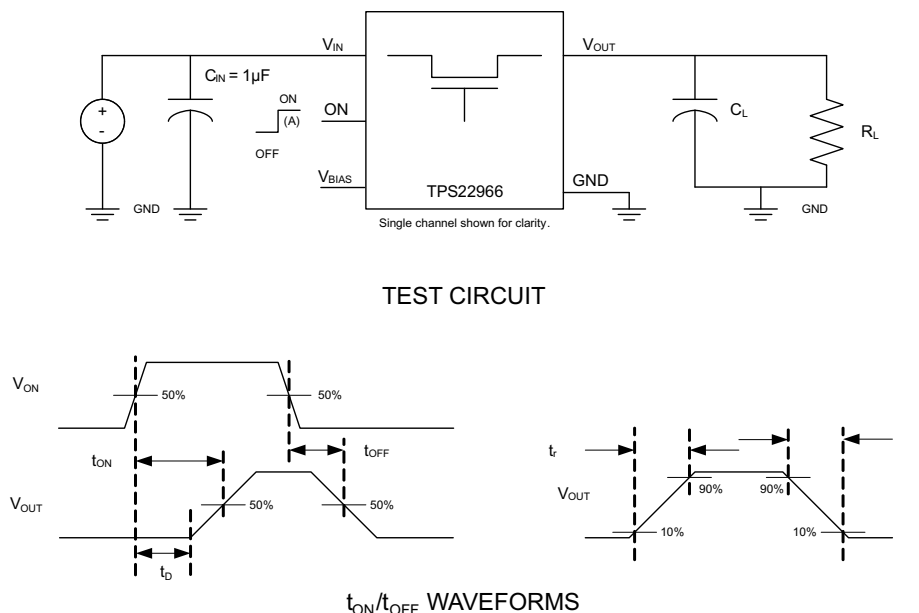 V_IN
V_OUT
C_IN = 1µF
ON
(A)
OFF
ON
+
-
C_L
R_L
V_BIAS
GND
TPS22966
GND
GND
Single channel shown for clarity.
TEST CIRCUIT
V_ON
50%
50%
t_ON
t_OFF
t_r
V_OUT
50%
50%
V_OUT
90%
90%
10%
10%
t_D
t_ON/t_OFF WAVEFORMS